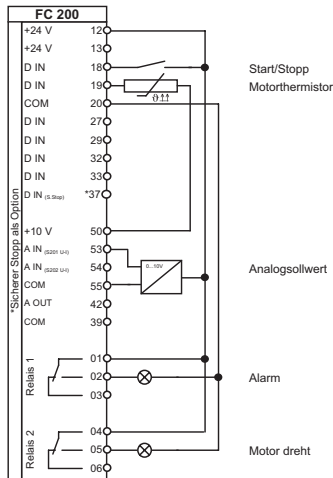 FC 200
+24 V 12
+24 V 13
D IN 18 Start/Stopp
D IN 19 Motorthermistor
ϑ
COM 20
D IN 27
D IN 29
D IN 32
D IN 33
D IN (S.Stop) *37
*Sicherer Stopp als Option
+10 V 50
A IN (S201 U-I) 53
0...10V
A IN (S202 U-I) 54 Analogsollwert
COM 55
A OUT 42
COM 39
Relais 1
01
02 Alarm
03
Relais 2
04
05 Motor dreht
06